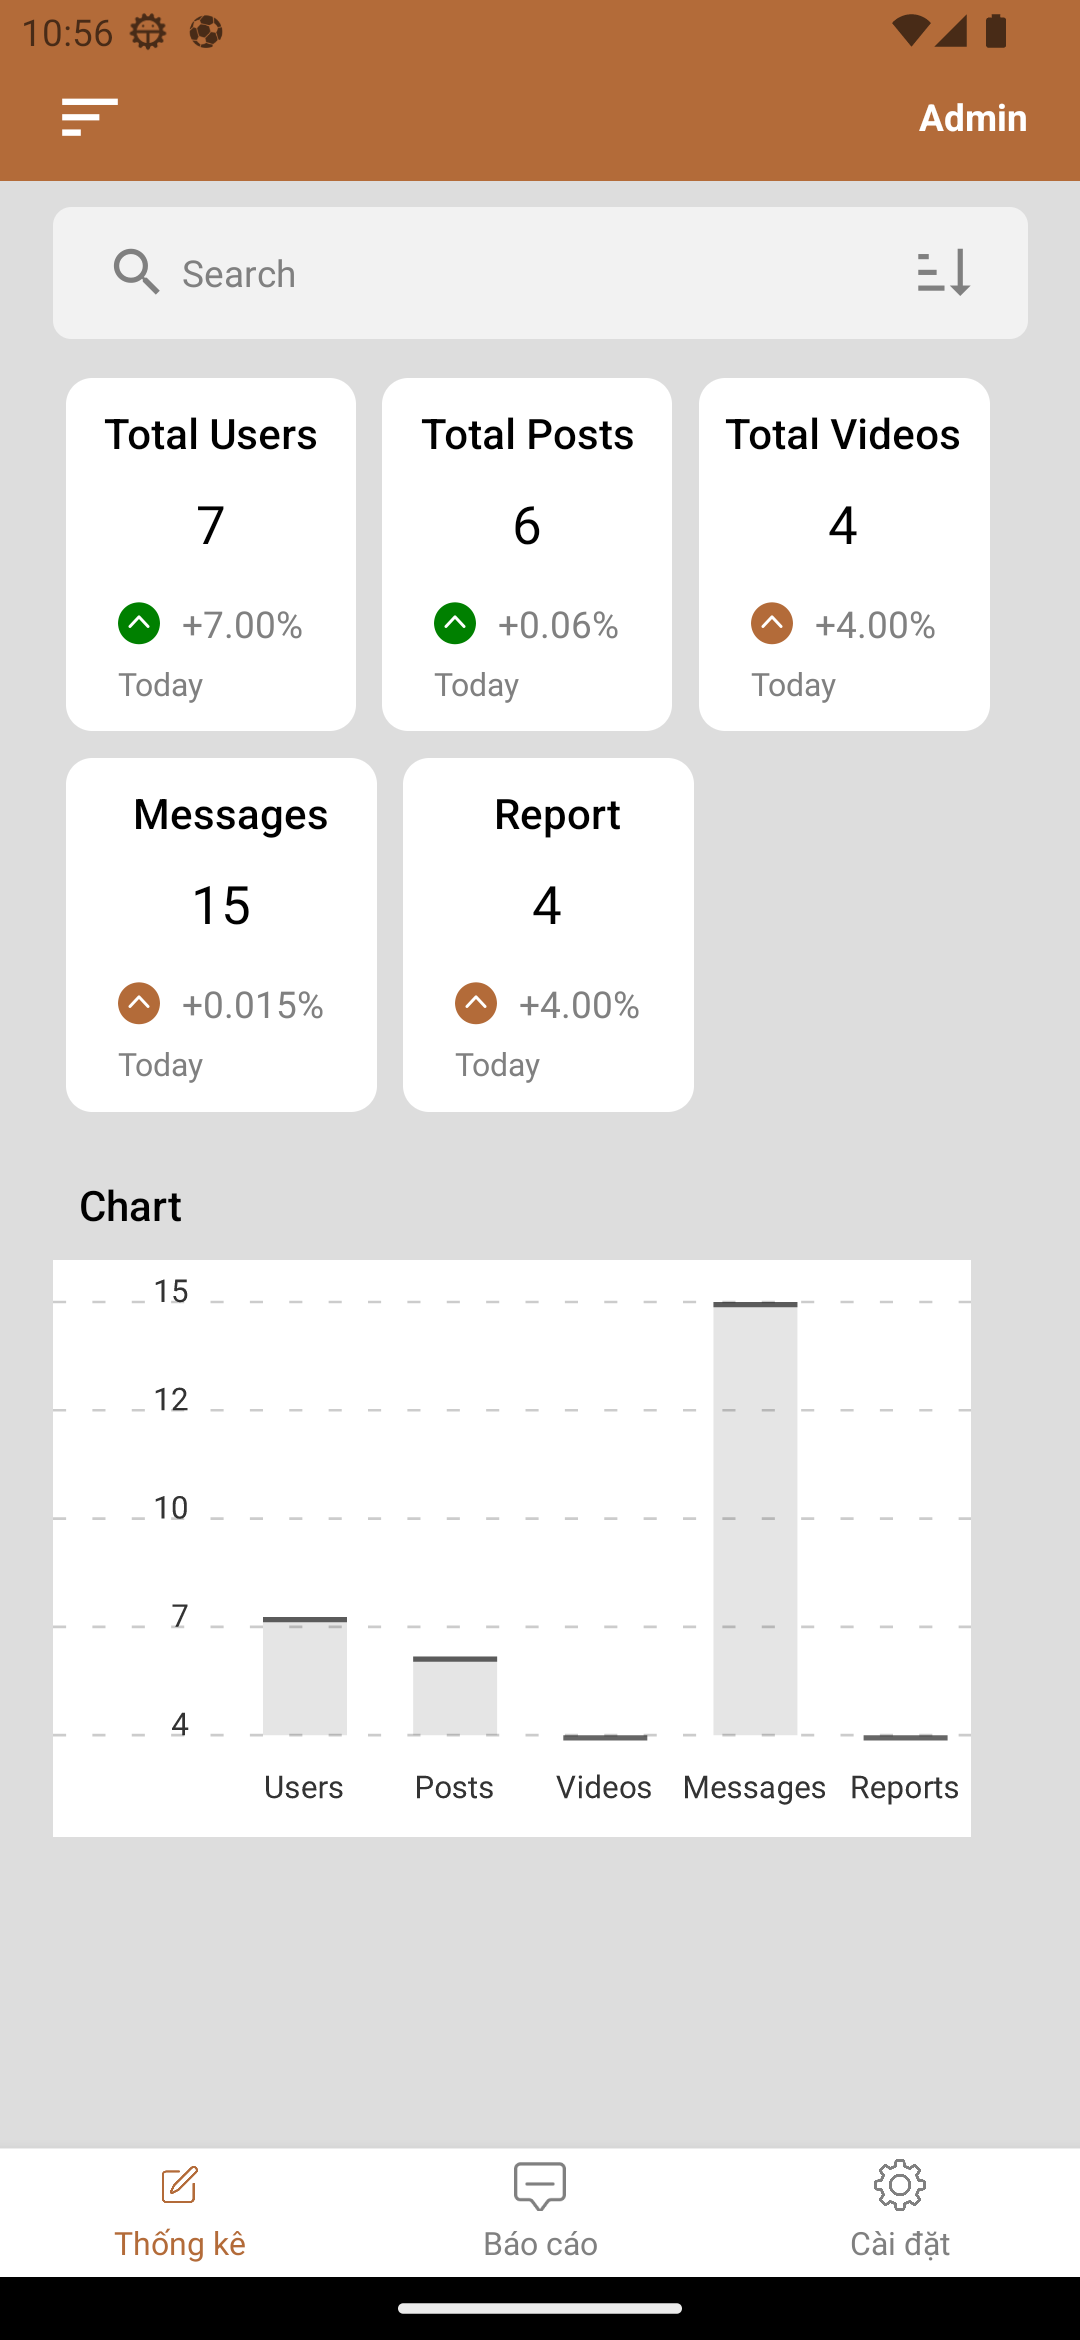 10:56
Admin
Search
Total Users
7
+7.00%
Today
Total Posts
6
+0.06%
Today
Total Videos
4
+4.00%
Today
Messages
15
+0.015%
Today
Report
4
+4.00%
Today
Chart
15
12
10
7
4
Users Posts Videos Messages Reports
Thống kê
Báo cáo
Cài đặt